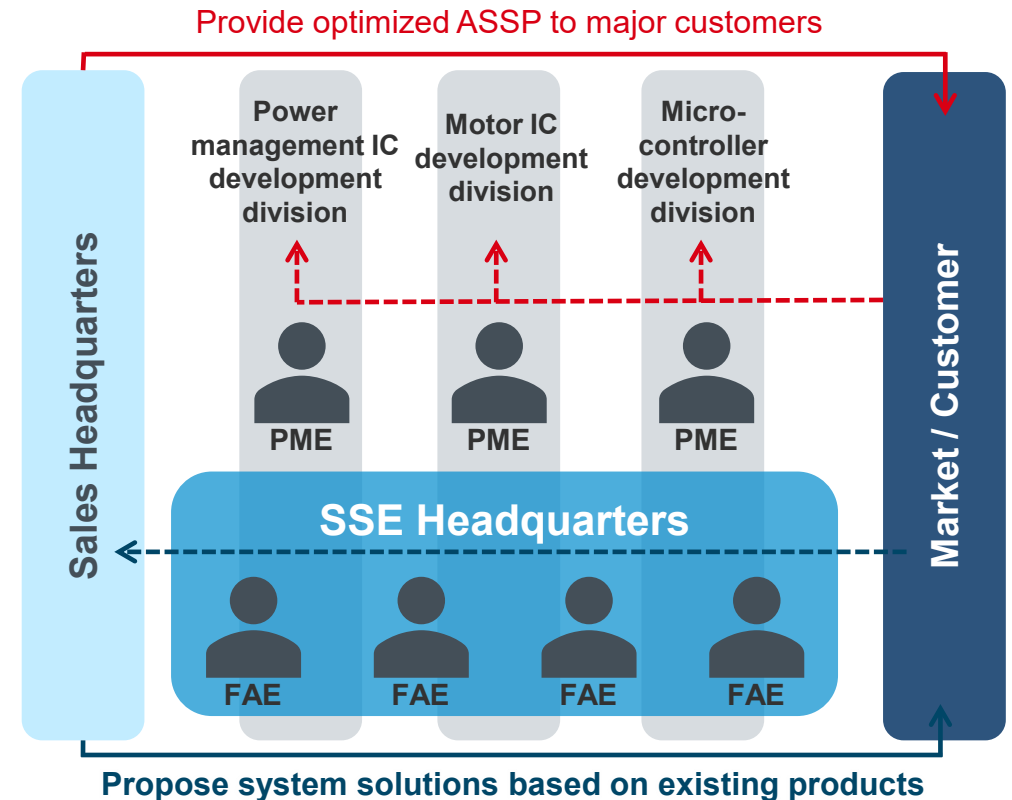 Provide optimized ASSP to major customers
Power
management IC
development
division
Motor IC
development
division
Micro-
controller
development
division
Sales Headquarters
Market / Customer
PME
PME
PME
SSE Headquarters
FAE
FAE
FAE
FAE
Propose system solutions based on existing products